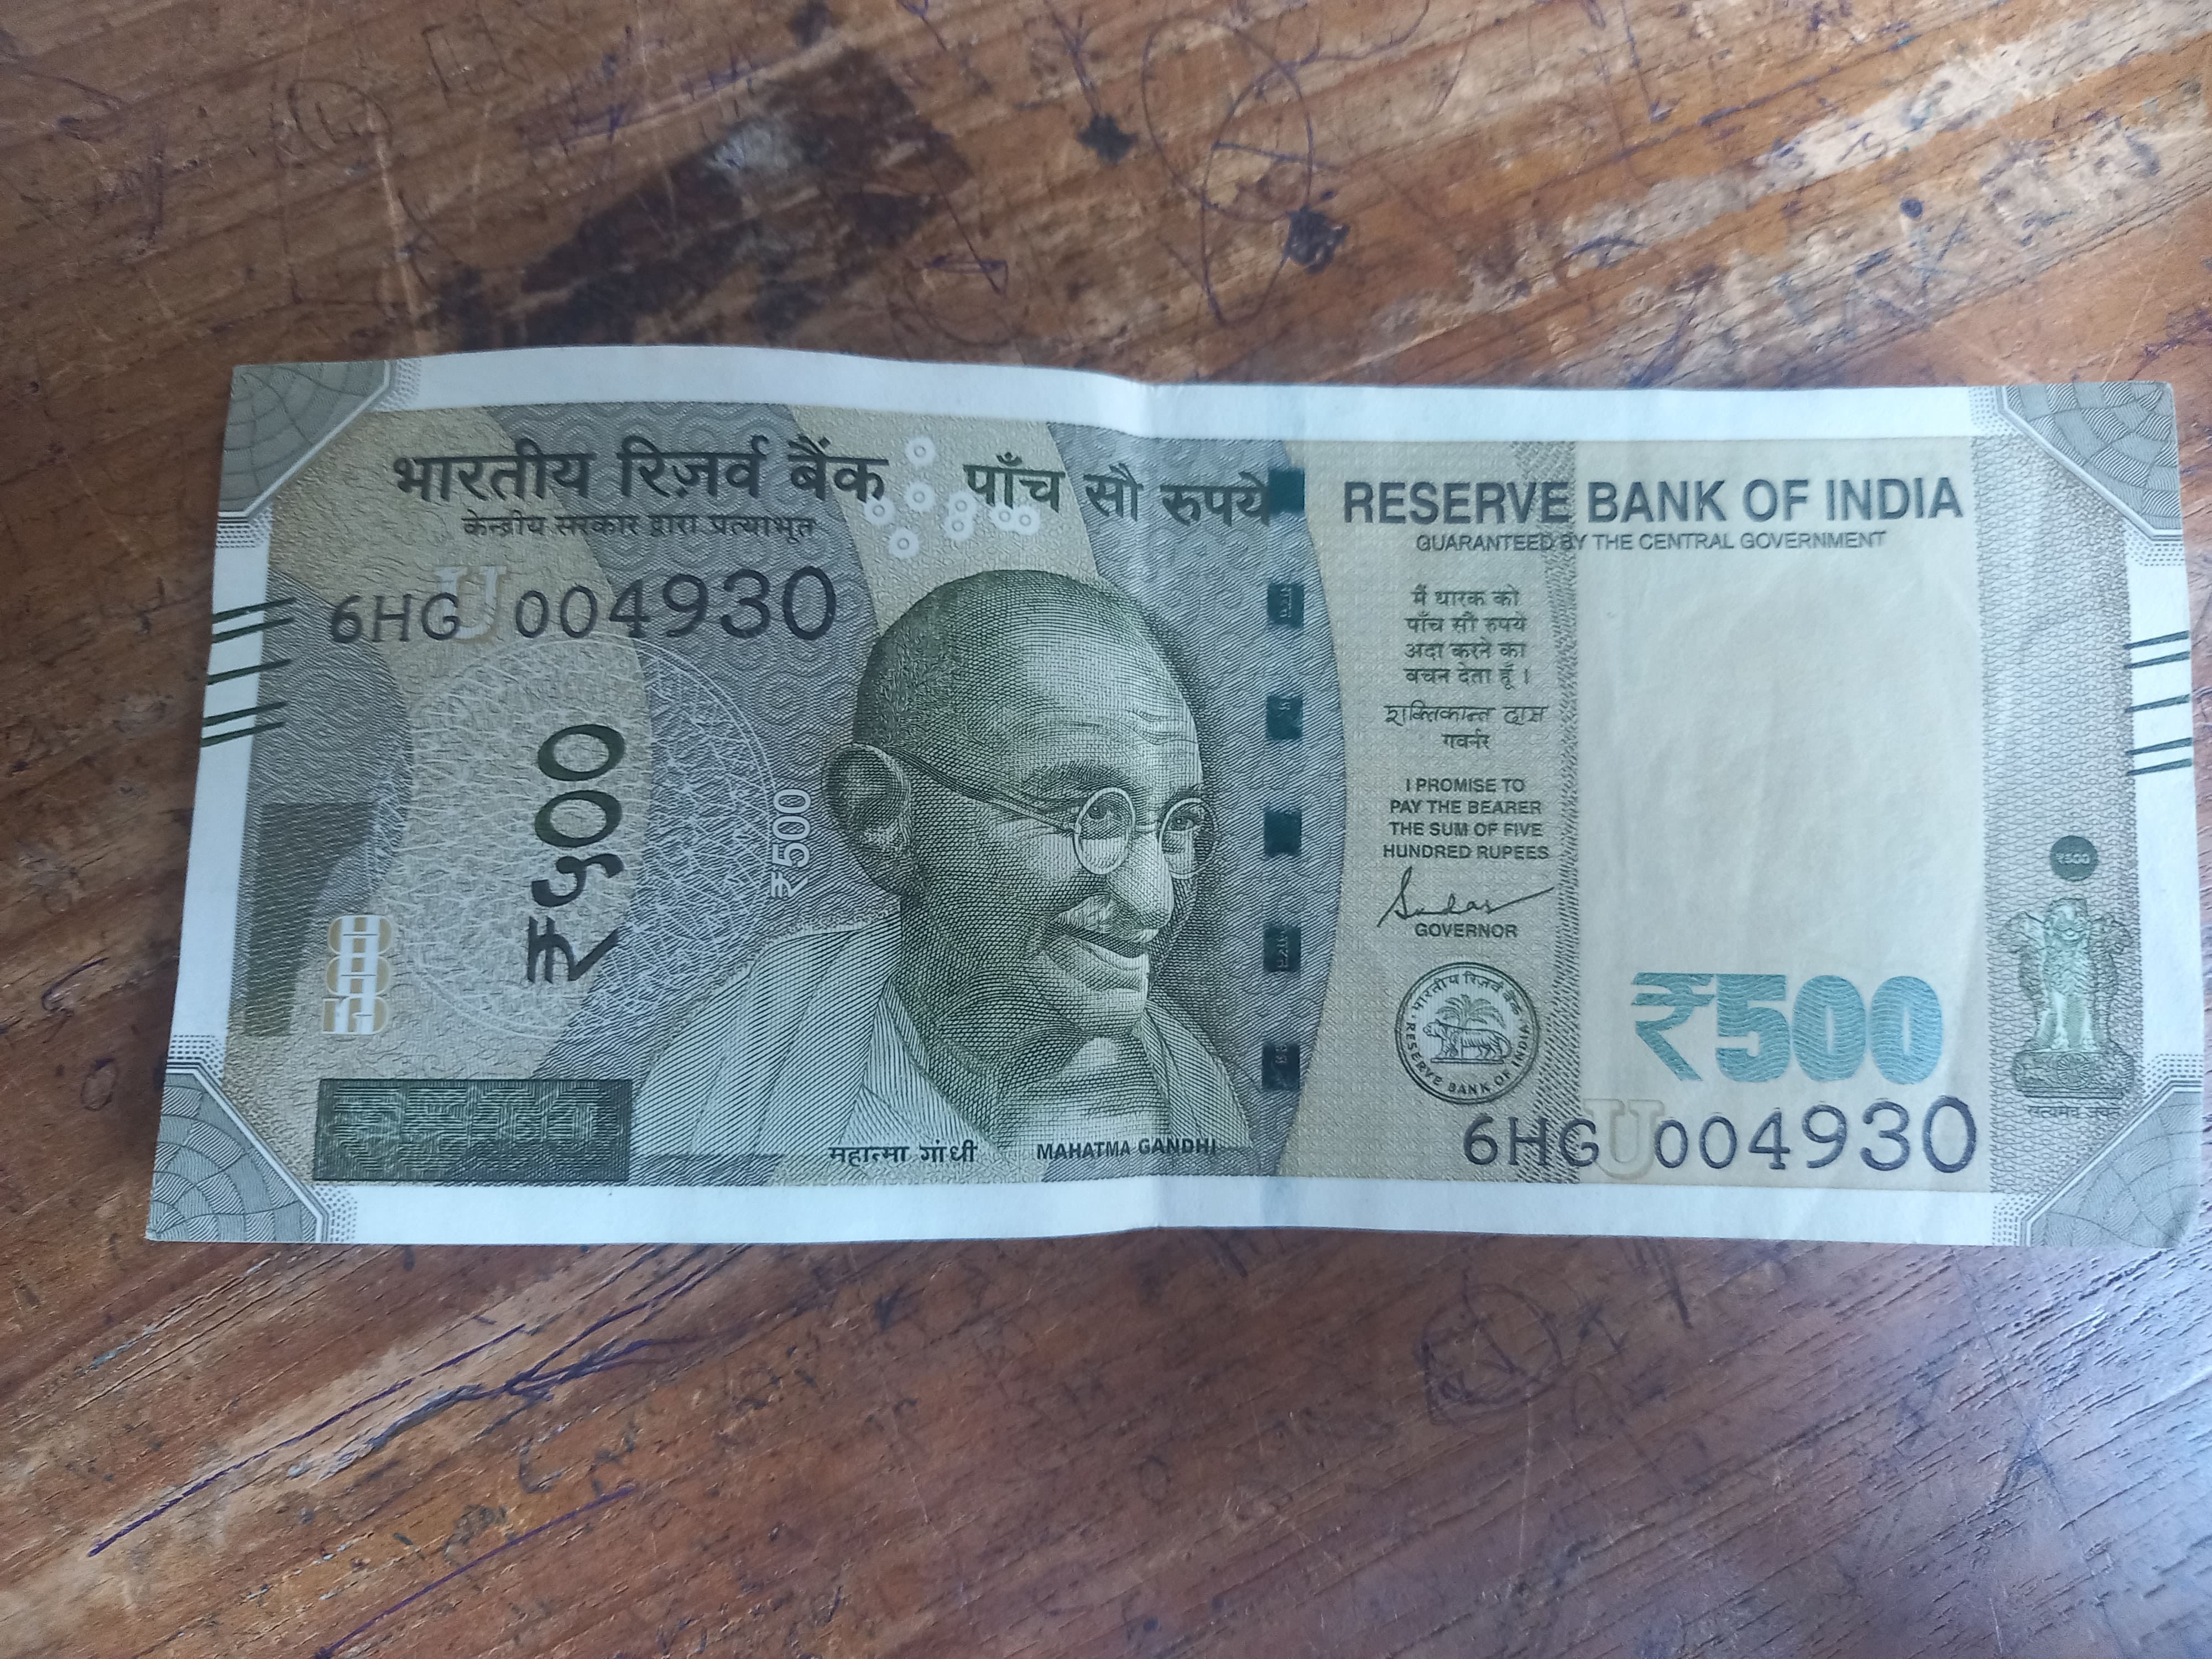 भारतीय रिज़र्व बैंक
केन्द्रीय सरकार द्वारा प्रत्याभूत
पाँच सौ रुपये
RESERVE BANK OF INDIA
GUARANTEED BY THE CENTRAL GOVERNMENT
6HG 004930
U
₹५००
₹500
मैं धारक को
पाँच सौ रुपये
अदा करने का
वचन देता हूँ ।
शक्तिकान्त दास
गवर्नर
I PROMISE TO
PAY THE BEARER
THE SUM OF FIVE
HUNDRED RUPEES
GOVERNOR
भारतीय रिज़र्व बैंक
RESERVE BANK OF INDIA
₹500
₹500
सत्यमेव जयते
6HG 004930
U
महात्मा गांधी
MAHATMA GANDHI